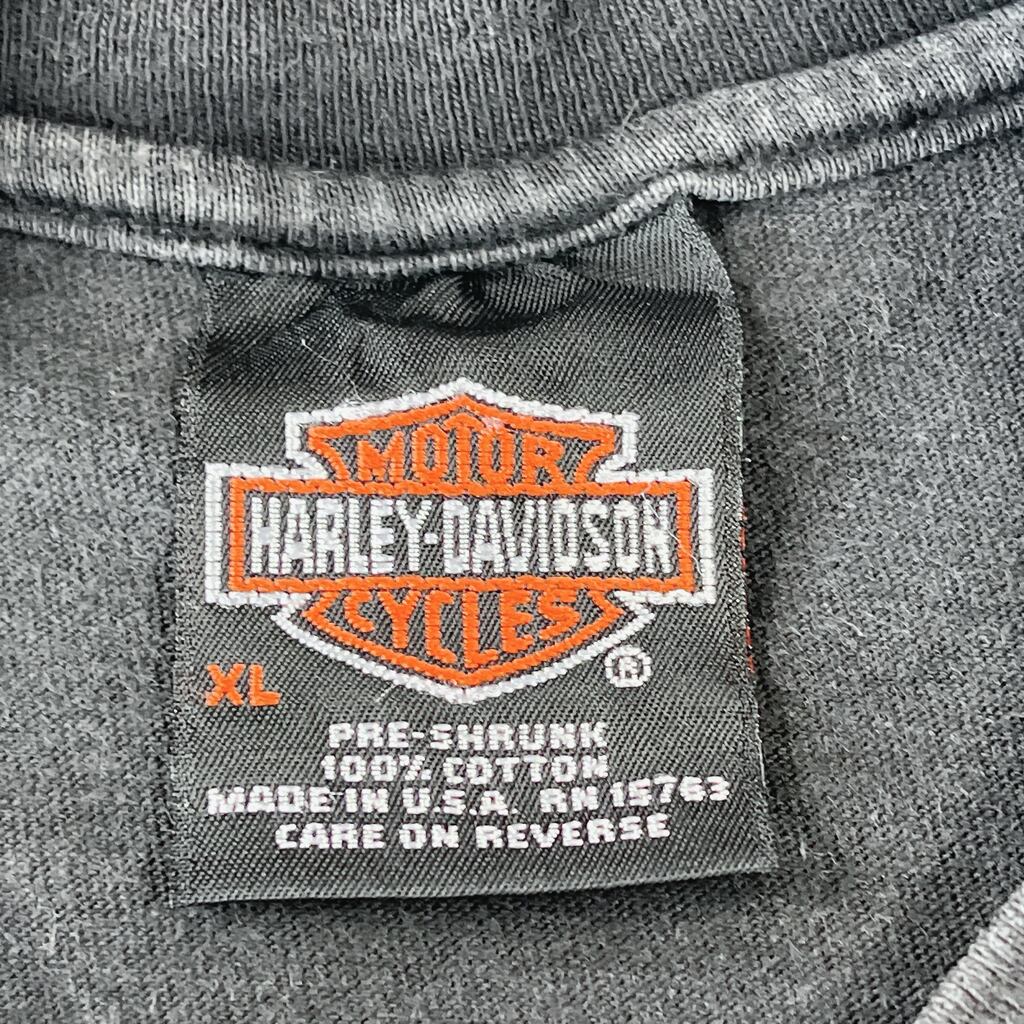 MOTOR
HARLEY-DAVIDSON
CYCLES
®
XL
PRE-SHRUNK
100% COTTON
MADE IN U.S.A. RN 15763
CARE ON REVERSE